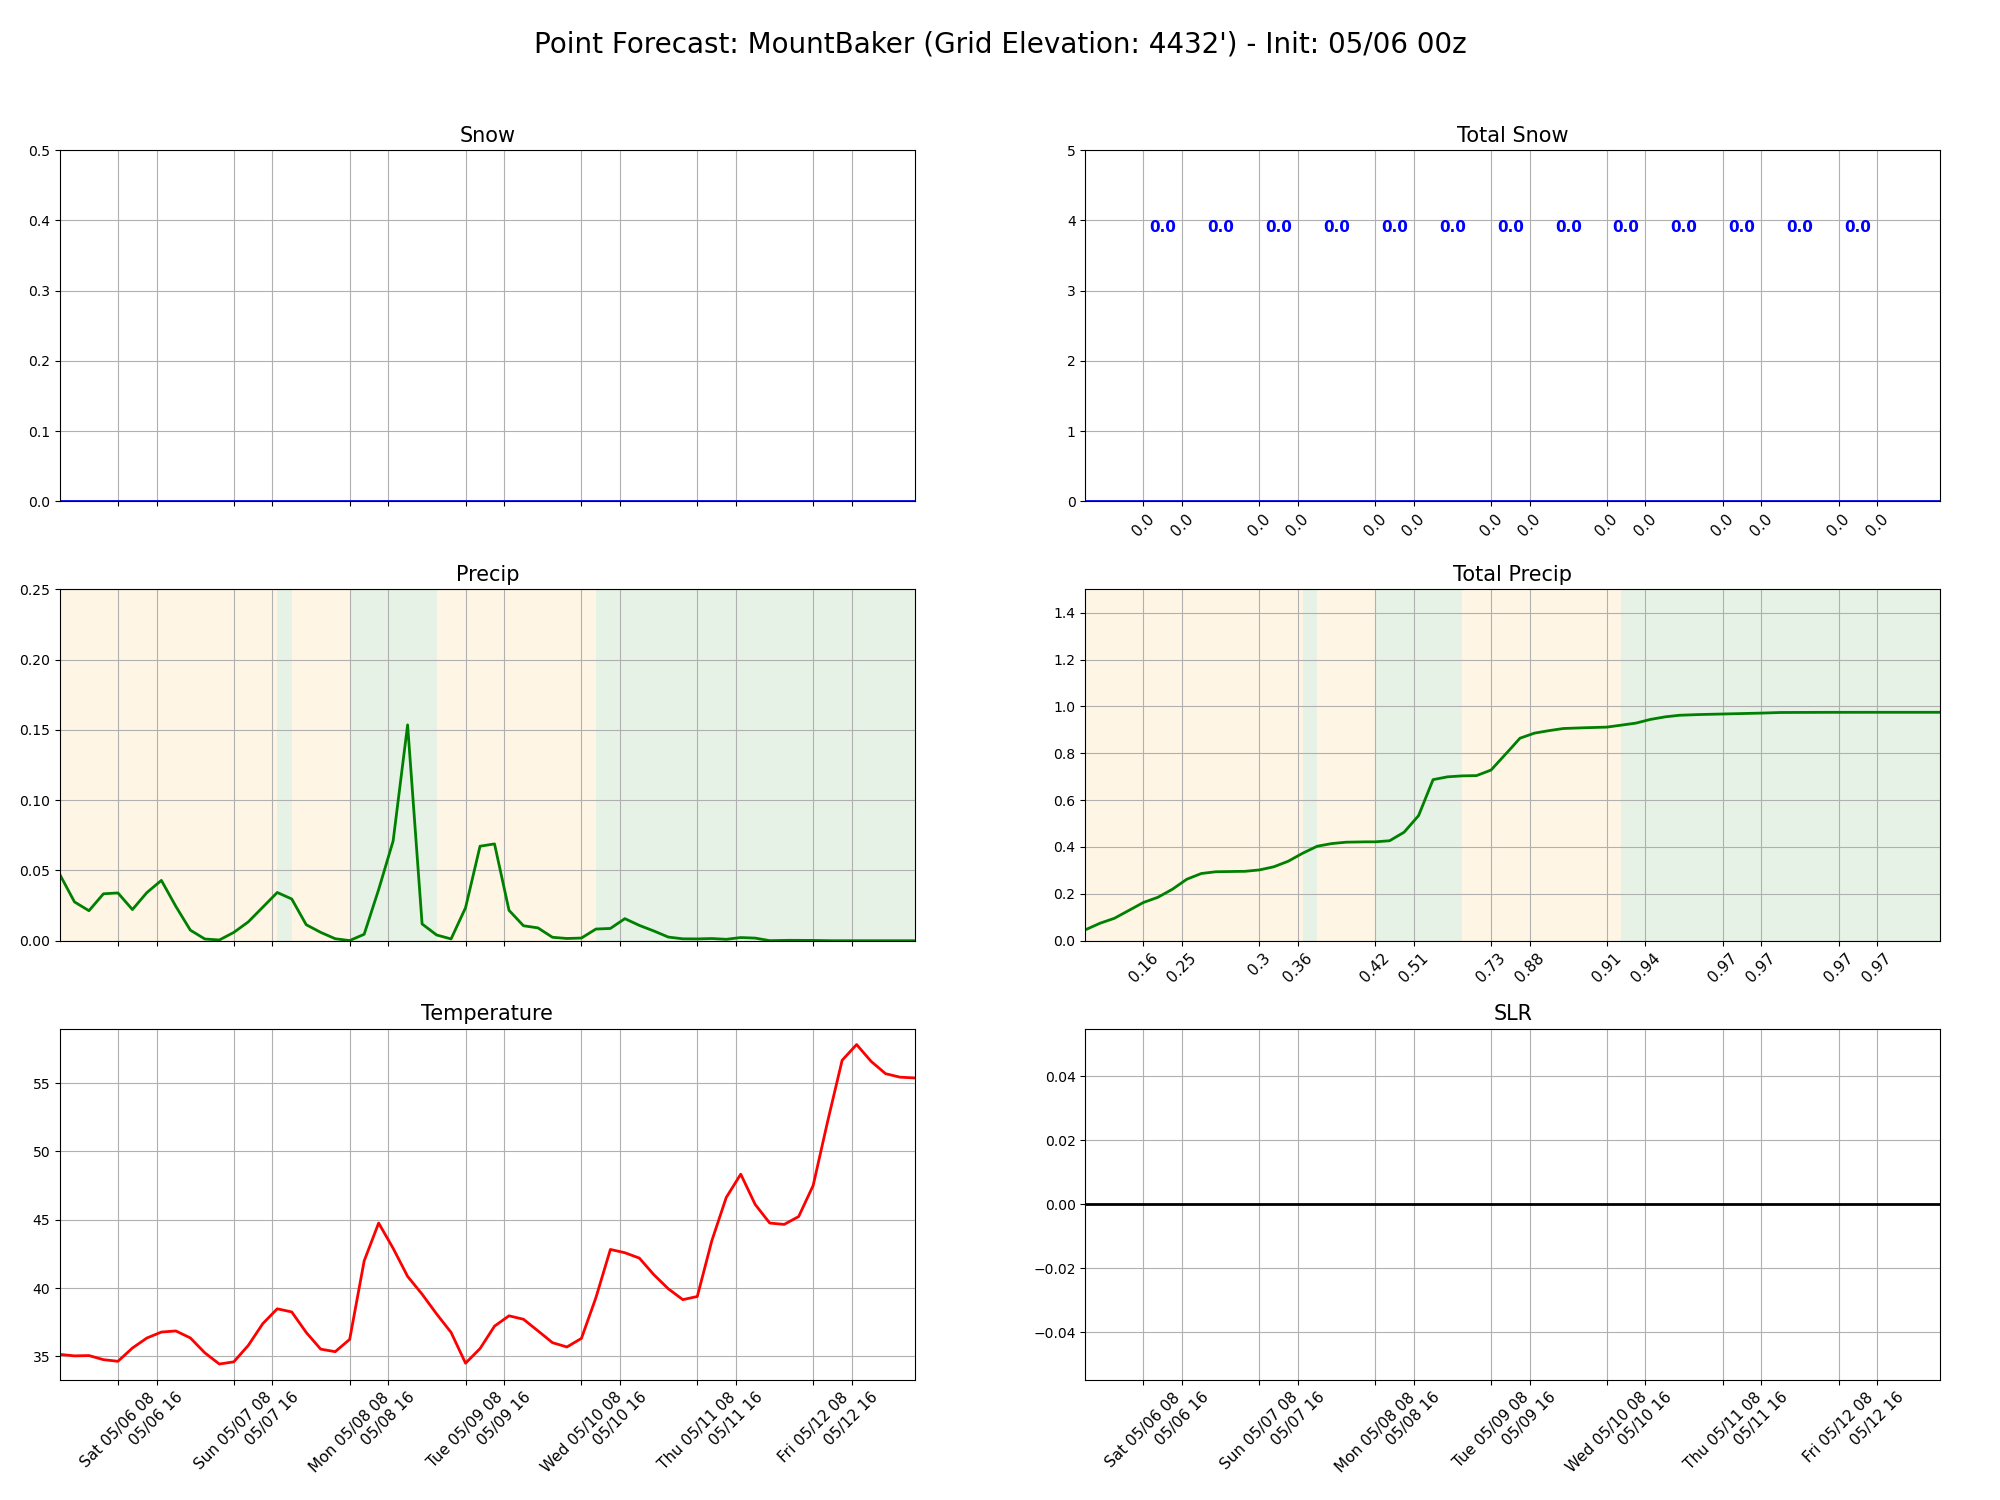 Point Forecast: MountBaker (Grid Elevation: 4432') - Init: 05/06 00z
Snow
0.5
0.4
0.3
0.2
0.1
0.0
Total Snow
5
4
3
2
1
0
0.0 0.0 0.0 0.0 0.0 0.0 0.0 0.0 0.0 0.0 0.0 0.0 0.0
0.0 0.0 0.0 0.0 0.0 0.0 0.0 0.0 0.0 0.0 0.0 0.0 0.0 0.0
Precip
0.25
0.20
0.15
0.10
0.05
0.00
Total Precip
1.4
1.2
1.0
0.8
0.6
0.4
0.2
0.0
0.16 0.25 0.3 0.36 0.42 0.51 0.73 0.88 0.91 0.94 0.97 0.97 0.97 0.97
Temperature
55
50
45
40
35
Sat 05/06 08
05/06 16
Sun 05/07 08
05/07 16
Mon 05/08 08
05/08 16
Tue 05/09 08
05/09 16
Wed 05/10 08
05/10 16
Thu 05/11 08
05/11 16
Fri 05/12 08
05/12 16
SLR
0.04
0.02
0.00
−0.02
−0.04
Sat 05/06 08
05/06 16
Sun 05/07 08
05/07 16
Mon 05/08 08
05/08 16
Tue 05/09 08
05/09 16
Wed 05/10 08
05/10 16
Thu 05/11 08
05/11 16
Fri 05/12 08
05/12 16